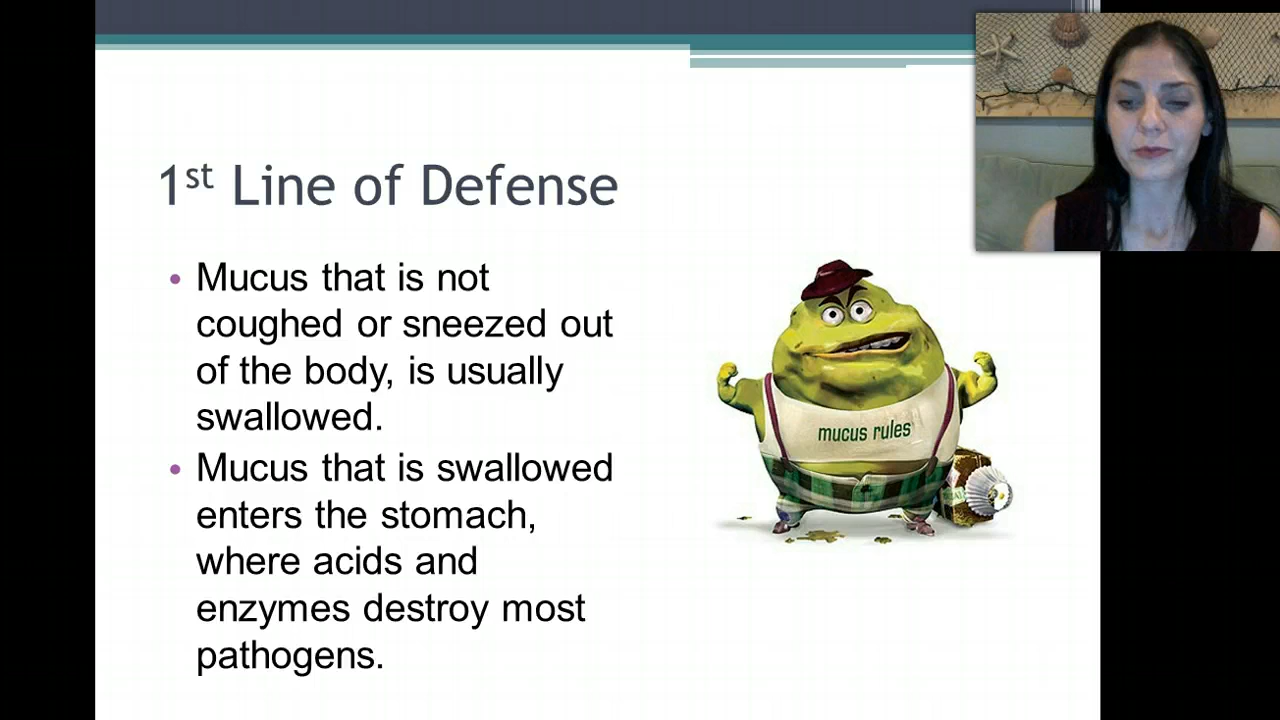 1st Line of Defense
• Mucus that is not
coughed or sneezed out
of the body, is usually
swallowed.
• Mucus that is swallowed
enters the stomach,
where acids and
enzymes destroy most
pathogens.
mucus rules